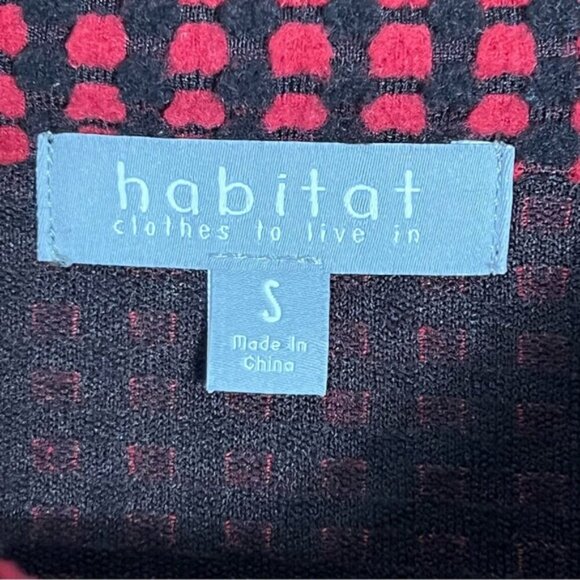 habitat
clothes to live in
S
Made In
China